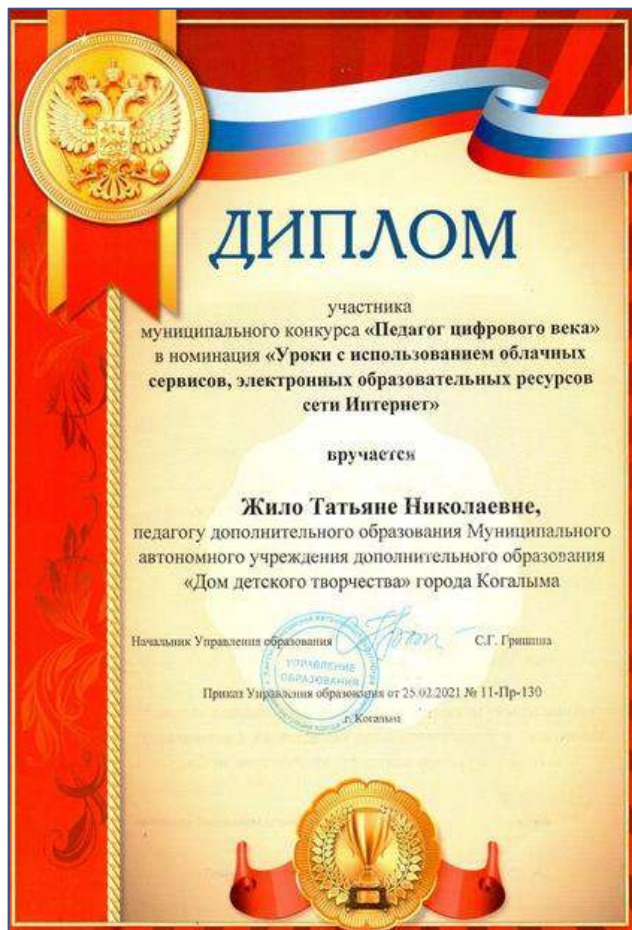 ДИПЛОМ
участника
муниципального конкурса «Педагог цифрового века»
в номинация «Уроки с использованием облачных
сервисов, электронных образовательных ресурсов
сети Интернет»
вручается
Жило Татьяне Николаевне,
педагогу дополнительного образования Муниципального
автономного учреждения дополнительного образования
«Дом детского творчества» города Когалыма
Начальник Управления образования С.Г. Гришина
УПРАВЛЕНИЕ
ОБРАЗОВАНИЯ
Приказ Управления образования от 25.02.2021 № 11-Пр-130
г. Когалым